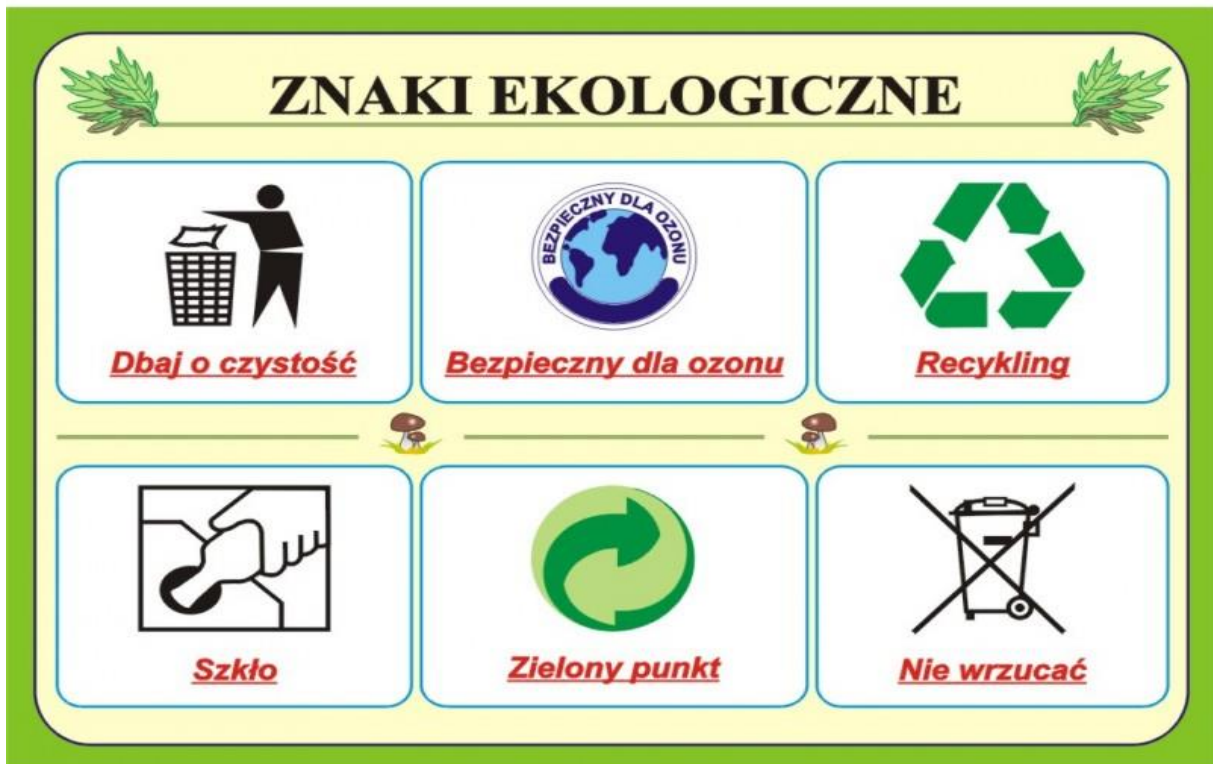 ZNAKI EKOLOGICZNE
BEZPIECZNY DLA OZONU
Dbaj o czystość
Bezpieczny dla ozonu
Recykling
Szkło
Zielony punkt
Nie wrzucać